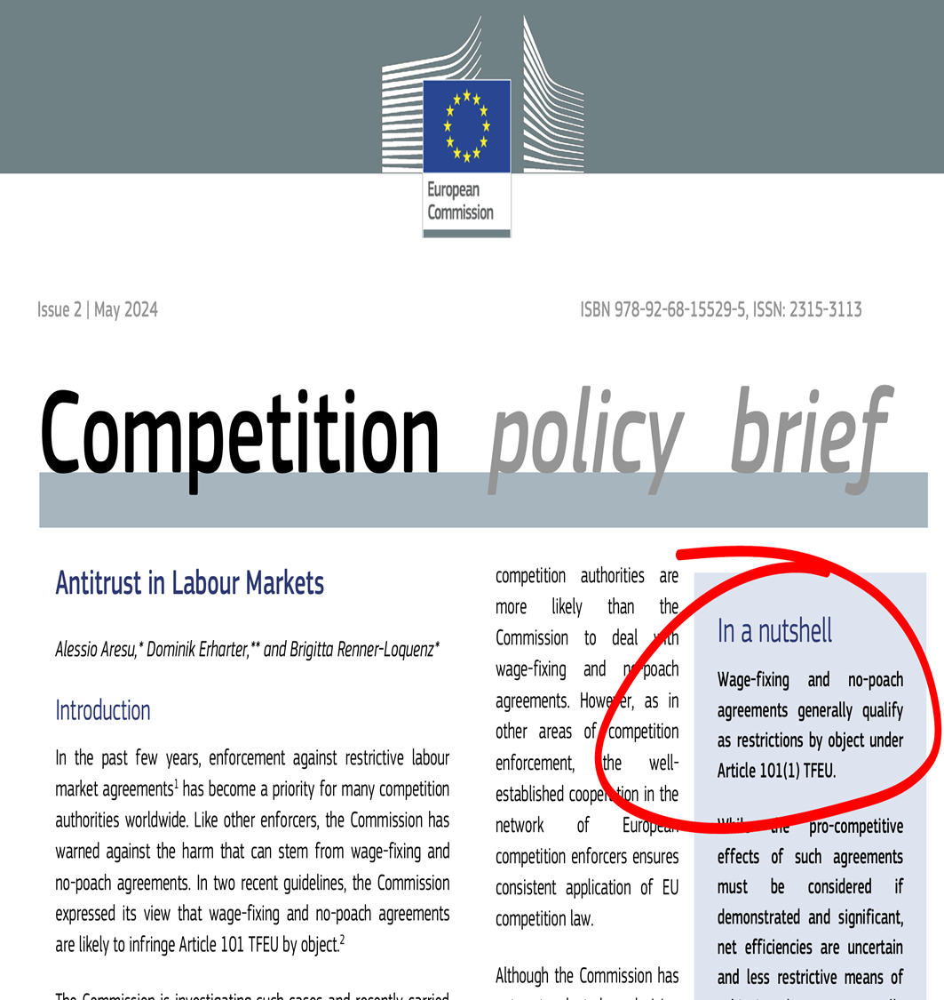 European
Commission
Issue 2 | May 2024
ISBN 978-92-68-15529-5, ISSN: 2315-3113
Competition policy brief
Antitrust in Labour Markets
Alessio Aresu,* Dominik Erharter,** and Brigitta Renner-Loquenz*
Introduction
In the past few years, enforcement against restrictive labour
market agreements1 has become a priority for many competition
authorities worldwide. Like other enforcers, the Commission has
warned against the harm that can stem from wage-fixing and
no-poach agreements. In two recent guidelines, the Commission
expressed its view that wage-fixing and no-poach agreements
are likely to infringe Article 101 TFEU by object.2
The Commission is investigating such cases and recently carried
competition authorities are
more likely than the
Commission to deal with
wage-fixing and no-poach
agreements. However, as in
other areas of competition
enforcement, the well-
established cooperation in the
network of European
competition enforcers ensures
consistent application of EU
competition law.
Although the Commission has
In a nutshell
Wage-fixing and no-poach
agreements generally qualify
as restrictions by object under
Article 101(1) TFEU.
While the pro-competitive
effects of such agreements
must be considered if
demonstrated and significant,
net efficiencies are uncertain
and less restrictive means of